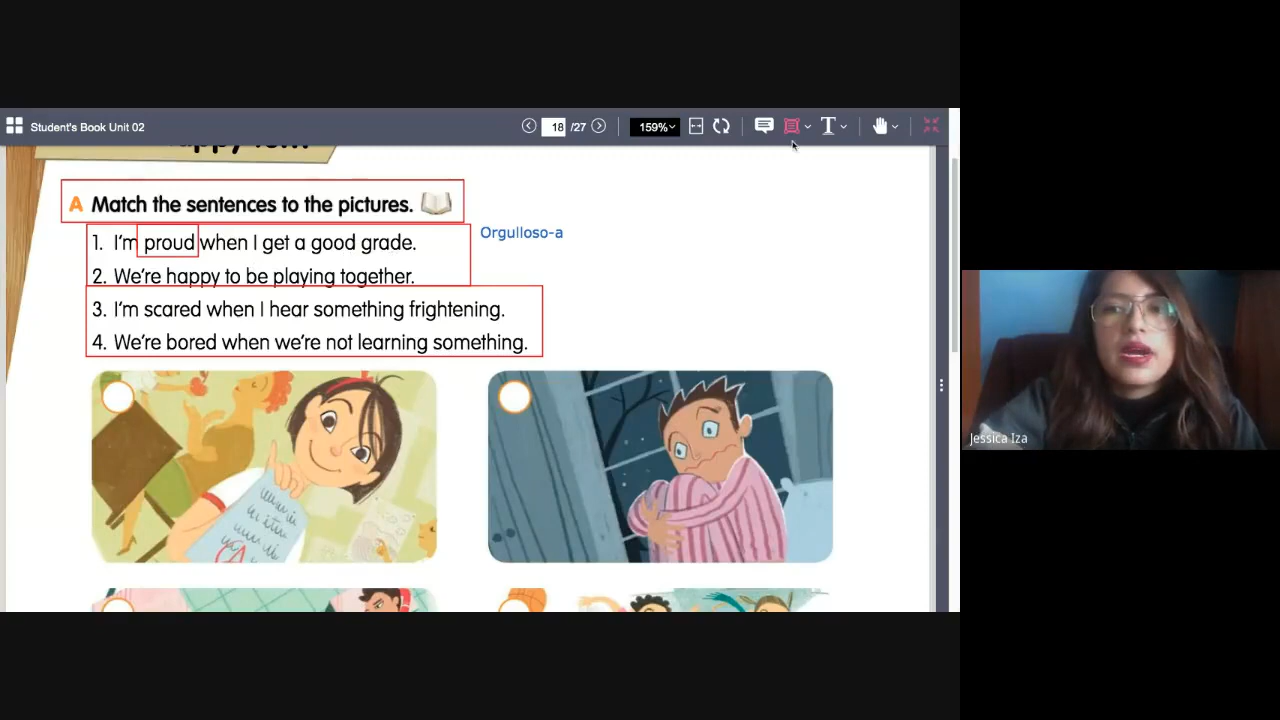 Student's Book Unit 02
18 /27
159%
T
A Match the sentences to the pictures.
1. I'm proud when I get a good grade.
Orgulloso-a
2. We're happy to be playing together.
3. I'm scared when I hear something frightening.
4. We're bored when we're not learning something.
A
Jessica Iza